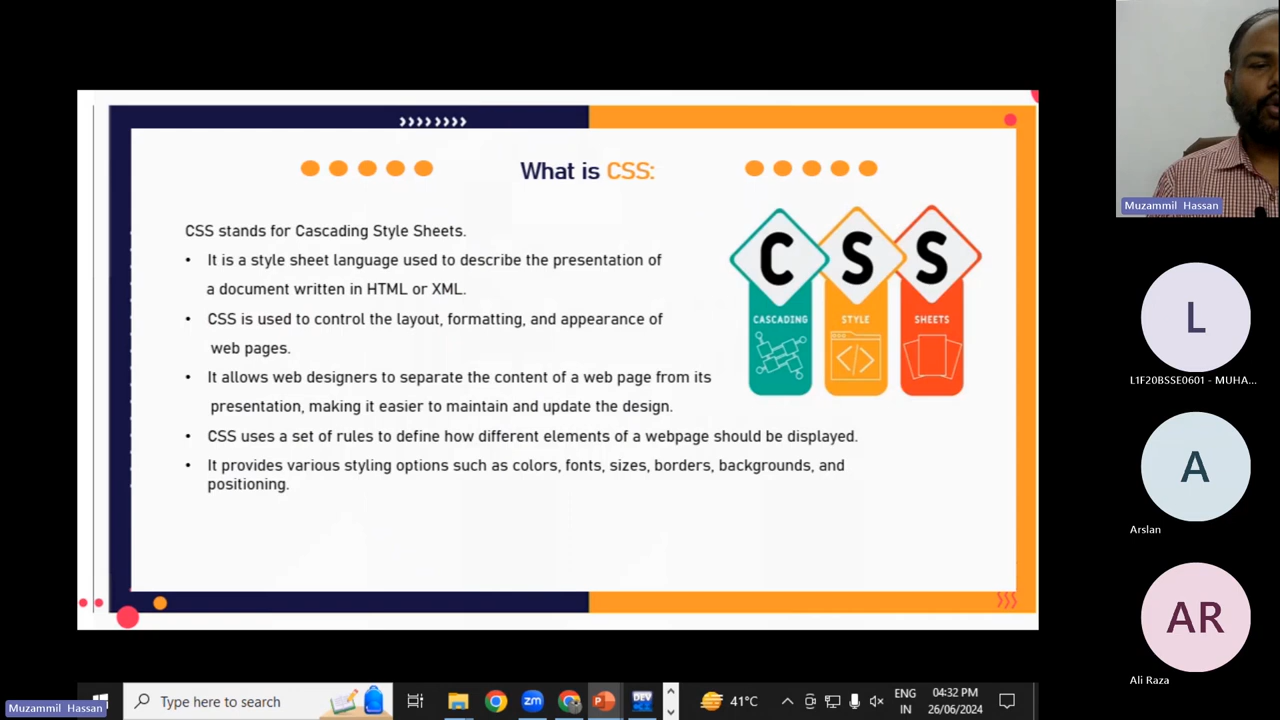 What is CSS:
CSS stands for Cascading Style Sheets.
• It is a style sheet language used to describe the presentation of
a document written in HTML or XML.
• CSS is used to control the layout, formatting, and appearance of
web pages.
• It allows web designers to separate the content of a web page from its
presentation, making it easier to maintain and update the design.
• CSS uses a set of rules to define how different elements of a webpage should be displayed.
• It provides various styling options such as colors, fonts, sizes, borders, backgrounds, and
positioning.
C S S
CASCADING STYLE SHEETS
</>
Muzammil Hassan
L
L1F20BSSE0601 - MUHA...
A
Arslan
AR
Ali Raza
Muzammil Hassan
Type here to search
zm
DEV
41°C
ENG
IN
04:32 PM
26/06/2024